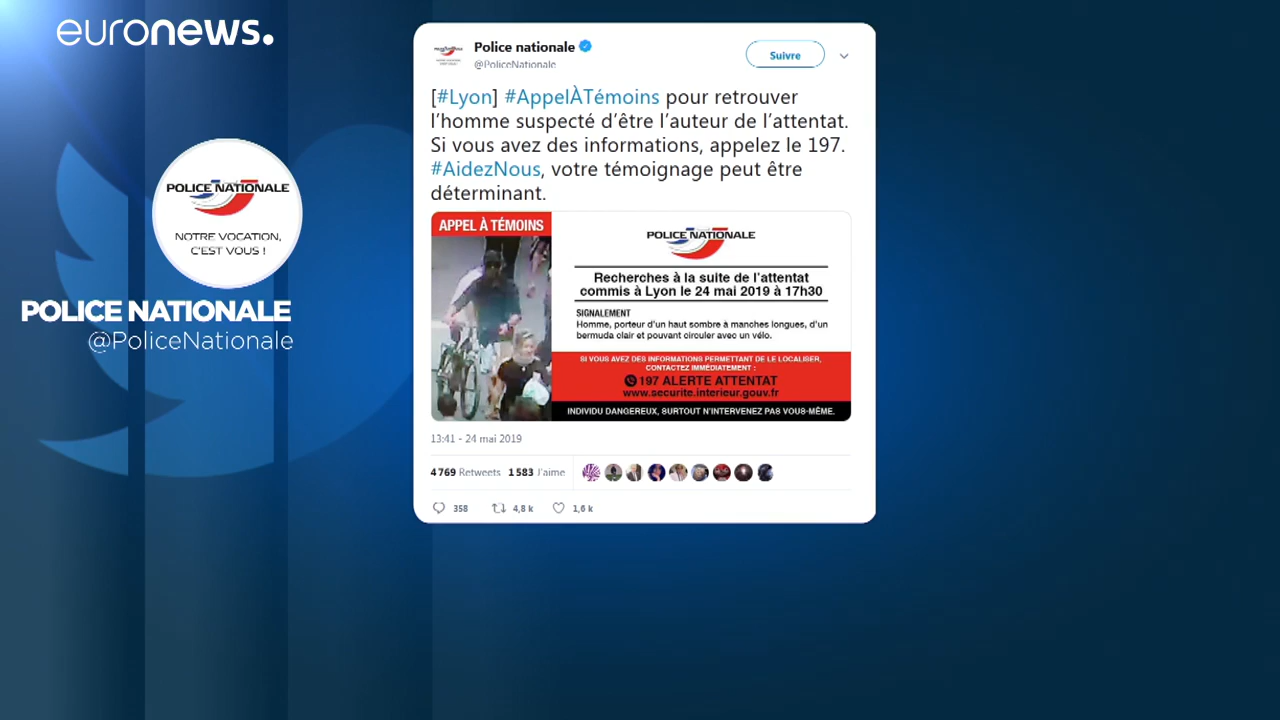 euronews.
POLICE NATIONALE
NOTRE VOCATION,
C'EST VOUS !
POLICE NATIONALE
@PoliceNationale
Police nationale
@PoliceNationale
Suivre
[#Lyon] #AppelÀTémoins pour retrouver
l'homme suspecté d'être l'auteur de l'attentat.
Si vous avez des informations, appelez le 197.
#AidezNous, votre témoignage peut être
déterminant.
APPEL À TÉMOINS
POLICE NATIONALE
Recherches à la suite de l'attentat
commis à Lyon le 24 mai 2019 à 17h30
SIGNALEMENT
Homme, porteur d'un haut sombre à manches longues, d'un
bermuda clair et pouvant circuler avec un vélo.
SI VOUS AVEZ DES INFORMATIONS PERMETTANT DE LE LOCALISER,
CONTACTEZ IMMÉDIATEMENT :
197 ALERTE ATTENTAT
www.securite.interieur.gouv.fr
INDIVIDU DANGEREUX, SURTOUT N'INTERVENEZ PAS VOUS-MÊME.
13:41 - 24 mai 2019
4 769 Retweets 1 583 J'aime
358 4,8 k 1,6 k